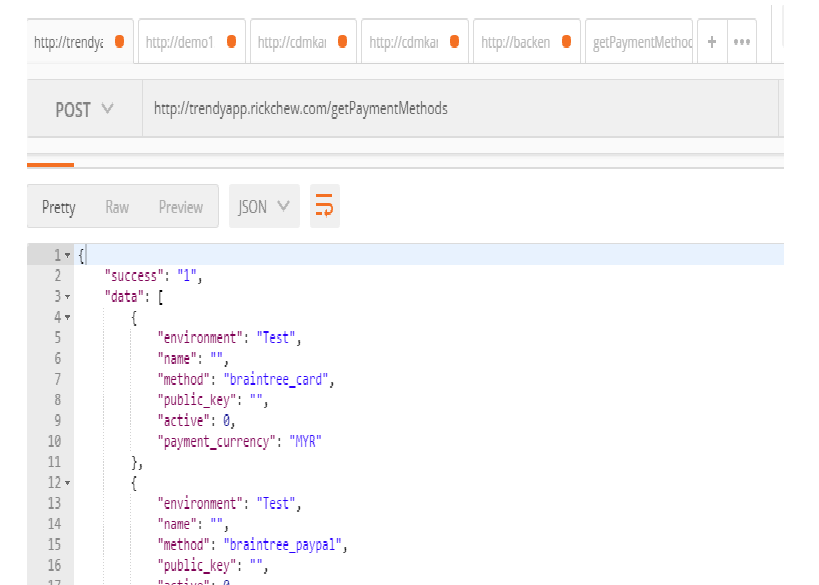 http://trendya
http://demo1
http://cdmkar
http://cdmkar
http://backen
getPaymentMethod
POST
http://trendyapp.rickchew.com/getPaymentMethods
Pretty
Raw
Preview
JSON
1 {
2 "success": "1",
3 "data": [
4 {
5 "environment": "Test",
6 "name": "",
7 "method": "braintree_card",
8 "public_key": "",
9 "active": 0,
10 "payment_currency": "MYR"
11 },
12 {
13 "environment": "Test",
14 "name": "",
15 "method": "braintree_paypal",
16 "public_key": "",
17 "active": 0